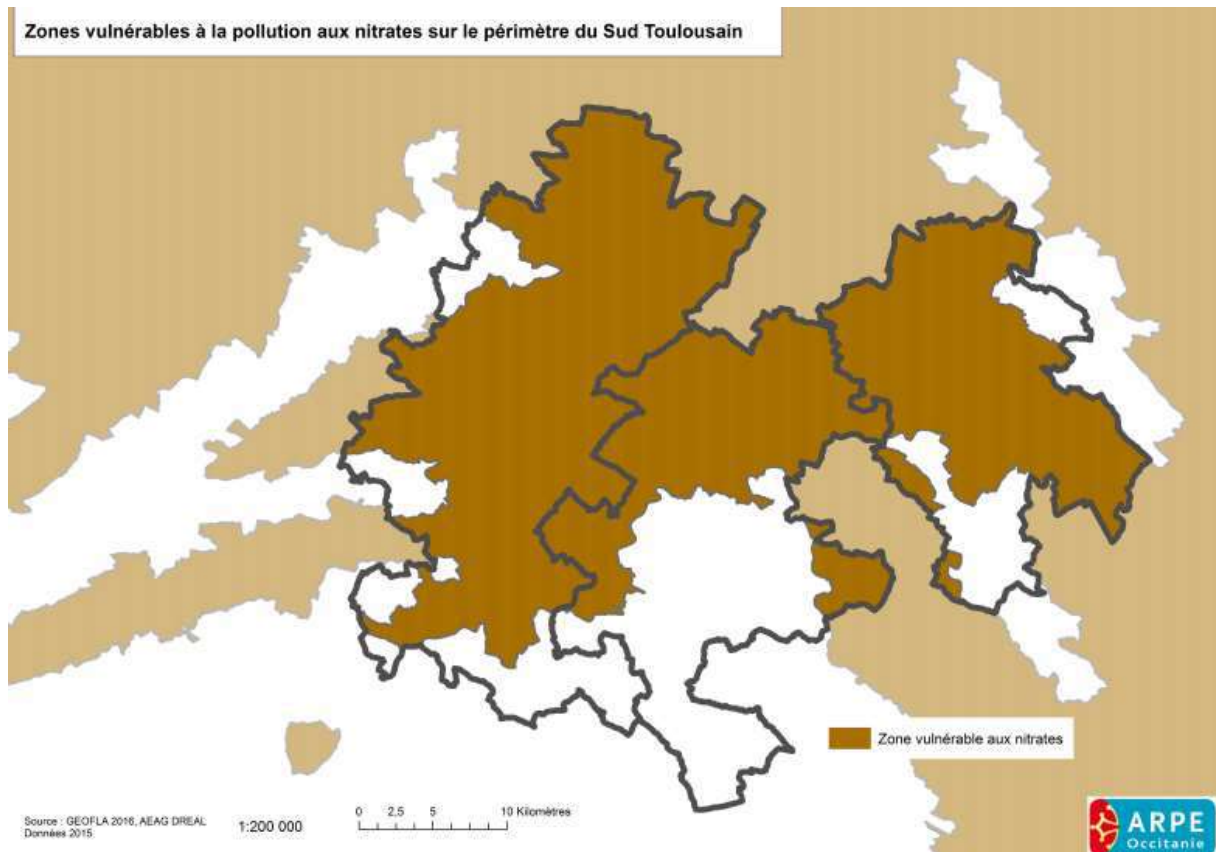 Zones vulnérables à la pollution aux nitrates sur le périmètre du Sud Toulousain
Zone vulnérable aux nitrates
Source : GEOFLA 2016, AEAG DREAL
Données 2015
1:200 000
0 2,5 5 10 Kilomètres
ARPE
Occitanie